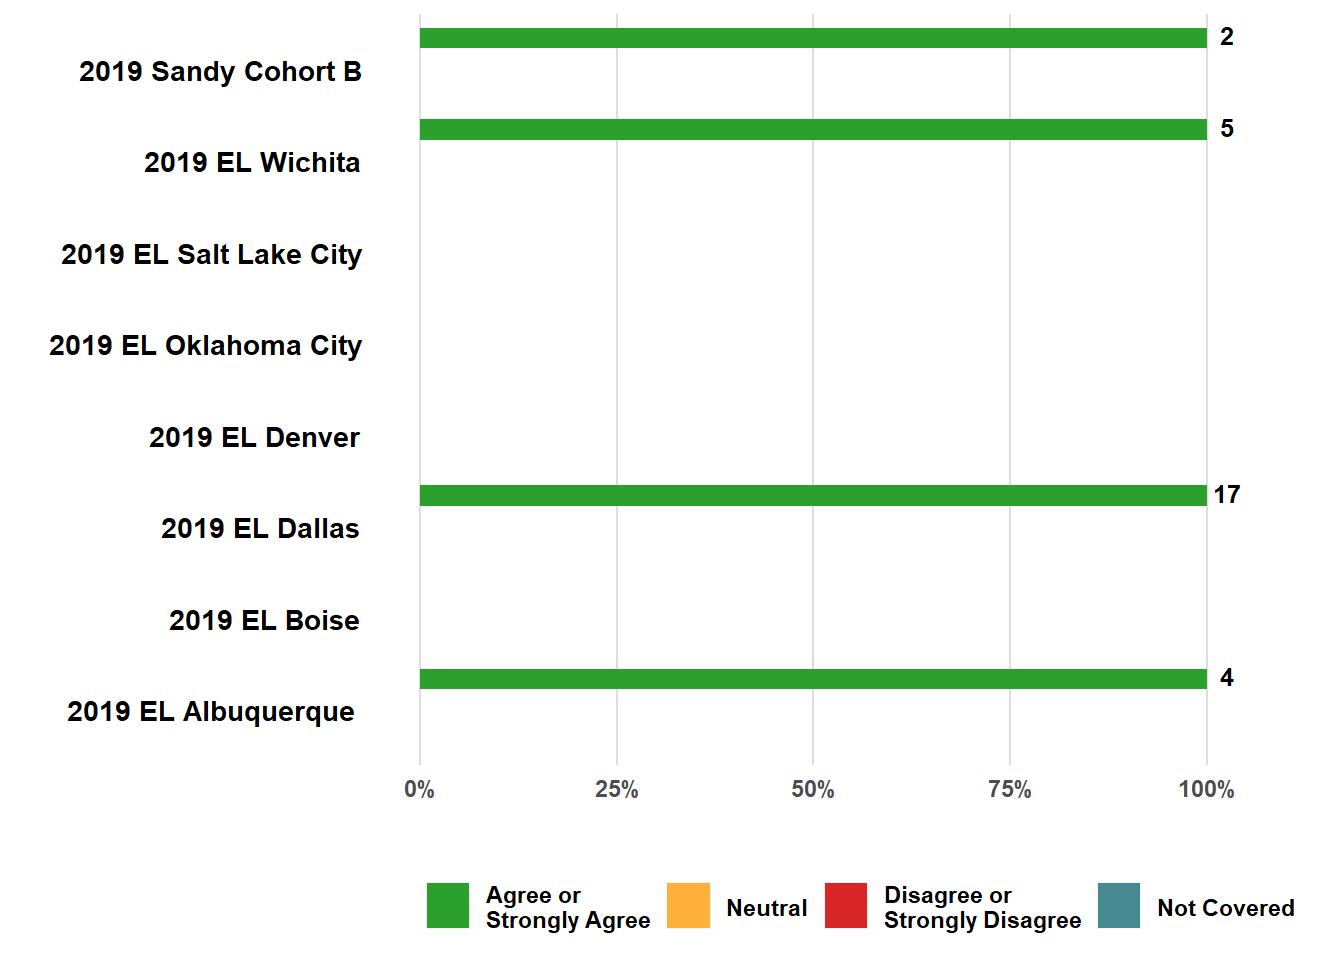 2
2019 Sandy Cohort B
5
2019 EL Wichita
2019 EL Salt Lake City
2019 EL Oklahoma City
2019 EL Denver
17
2019 EL Dallas
2019 EL Boise
4
2019 EL Albuquerque
0% 25% 50% 75% 100%
Agree or
Strongly Agree
Neutral
Disagree or
Strongly Disagree
Not Covered